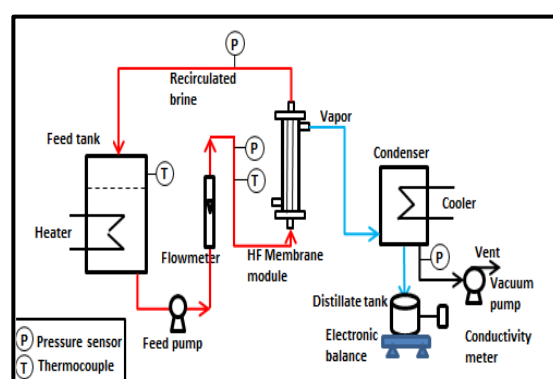 P
Recirculated
brine
Vapor
Feed tank
P
Condenser
T
T
Heater
Cooler
Flowmeter
HF Membrane
module
P
Vent
Vacuum
pump
Distillate tank
Feed pump
Electronic
balance
Conductivity
meter
P Pressure sensor
T Thermocouple